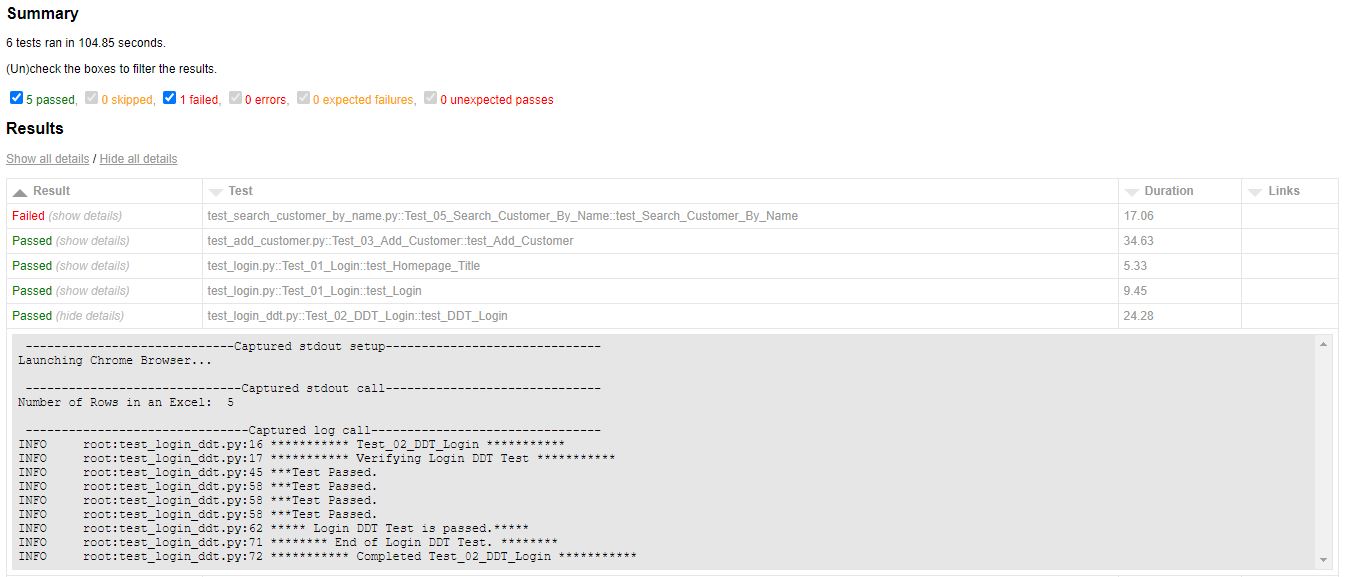 Summary
6 tests ran in 104.85 seconds.
(Un)check the boxes to filter the results.
5 passed, 0 skipped, 1 failed, 0 errors, 0 expected failures, 0 unexpected passes
Results
Show all details / Hide all details
Result Test Duration Links
Failed (show details) test_search_customer_by_name.py::Test_05_Search_Customer_By_Name::test_Search_Customer_By_Name 17.06
Passed (show details) test_add_customer.py::Test_03_Add_Customer::test_Add_Customer 34.63
Passed (show details) test_login.py::Test_01_Login::test_Homepage_Title 5.33
Passed (show details) test_login.py::Test_01_Login::test_Login 9.45
Passed (hide details) test_login_ddt.py::Test_02_DDT_Login::test_DDT_Login 24.28
-----------------------------Captured stdout setup------------------------------
Launching Chrome Browser...
------------------------------Captured stdout call------------------------------
Number of Rows in an Excel:  5
-------------------------------Captured log call--------------------------------
INFO     root:test_login_ddt.py:16 *********** Test_02_DDT_Login ***********
INFO     root:test_login_ddt.py:17 *********** Verifying Login DDT Test ***********
INFO     root:test_login_ddt.py:45 ***Test Passed.
INFO     root:test_login_ddt.py:58 ***Test Passed.
INFO     root:test_login_ddt.py:58 ***Test Passed.
INFO     root:test_login_ddt.py:58 ***Test Passed.
INFO     root:test_login_ddt.py:62 ***** Login DDT Test is passed.*****
INFO     root:test_login_ddt.py:71 ******** End of Login DDT Test. ********
INFO     root:test_login_ddt.py:72 *********** Completed Test_02_DDT_Login ***********